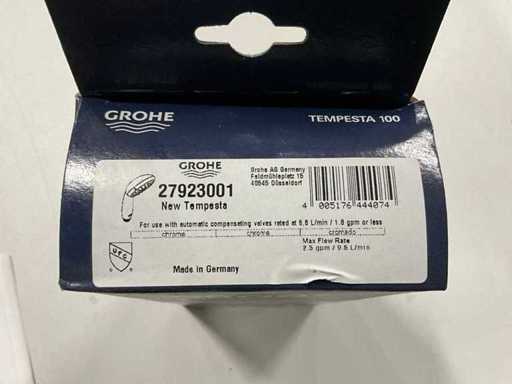 GROHE
TEMPESTA 100
GROHE
27923001
New Tempesta
Grohe AG Germany
Feldmühleplatz 15
40545 Düsseldorf
4 005176 444074
For use with automatic compensating valves rated at 6,8 L/min / 1.8 gpm or less
chrome chrome cromado
Max Flow Rate
2.5 gpm / 9.5 L/min
Made in Germany